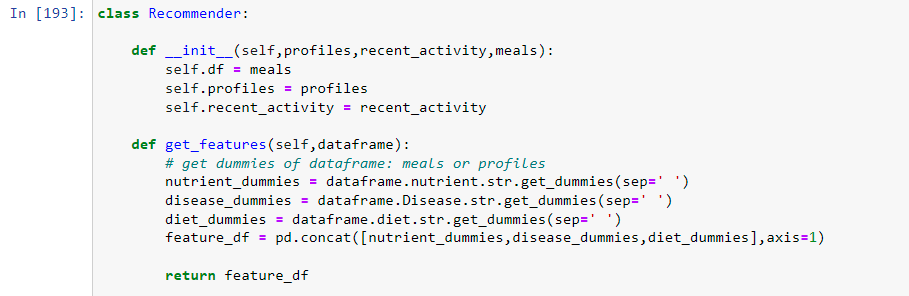 In [193]: class Recommender:
def __init__(self,profiles,recent_activity,meals):
self.df = meals
self.profiles = profiles
self.recent_activity = recent_activity
def get_features(self,dataframe):
# get dummies of dataframe: meals or profiles
nutrient_dummies = dataframe.nutrient.str.get_dummies(sep=' ')
disease_dummies = dataframe.Disease.str.get_dummies(sep=' ')
diet_dummies = dataframe.diet.str.get_dummies(sep=' ')
feature_df = pd.concat([nutrient_dummies,disease_dummies,diet_dummies],axis=1)
return feature_df